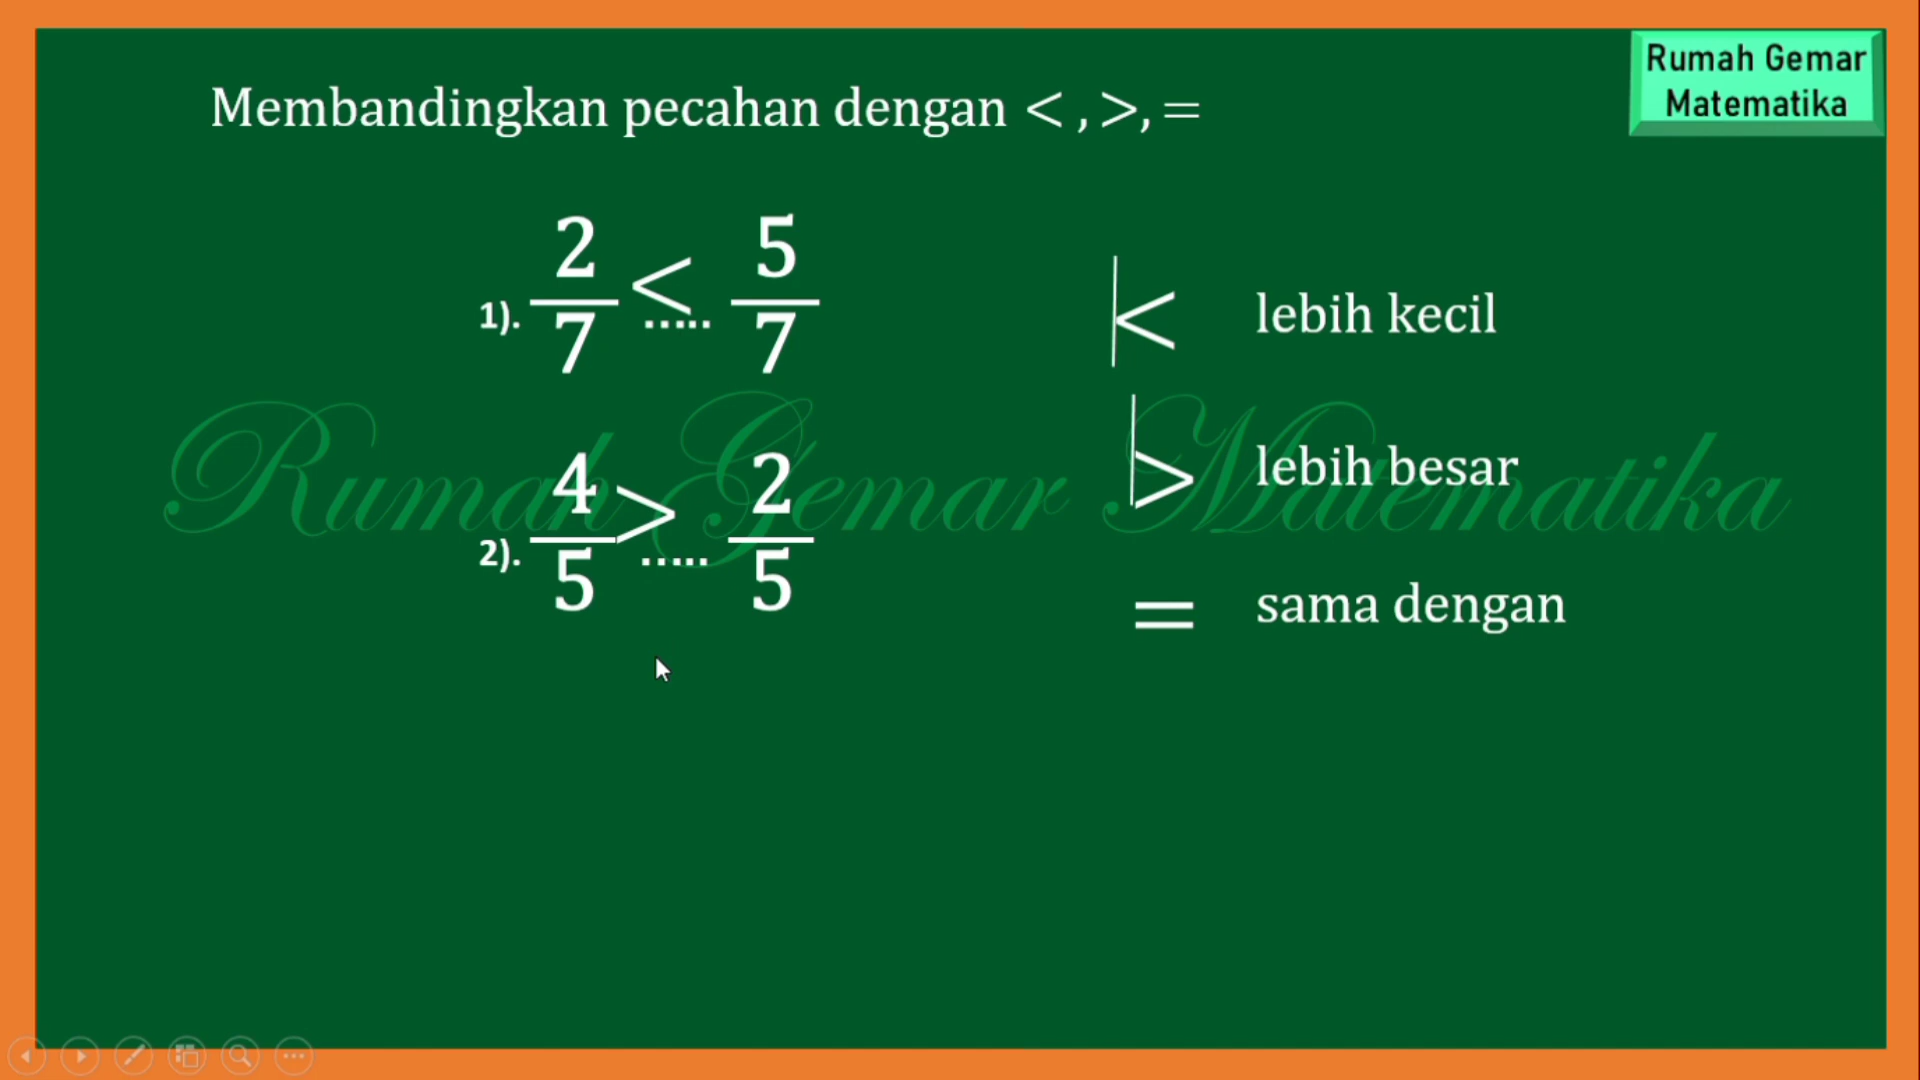 Rumah Gemar
Matematika
Membandingkan pecahan dengan < , >, =
1). 2/7 < ..... 5/7
< lebih kecil
Rumah Gemar Matematika
2). 4/5 > ..... 2/5
> lebih besar
= sama dengan